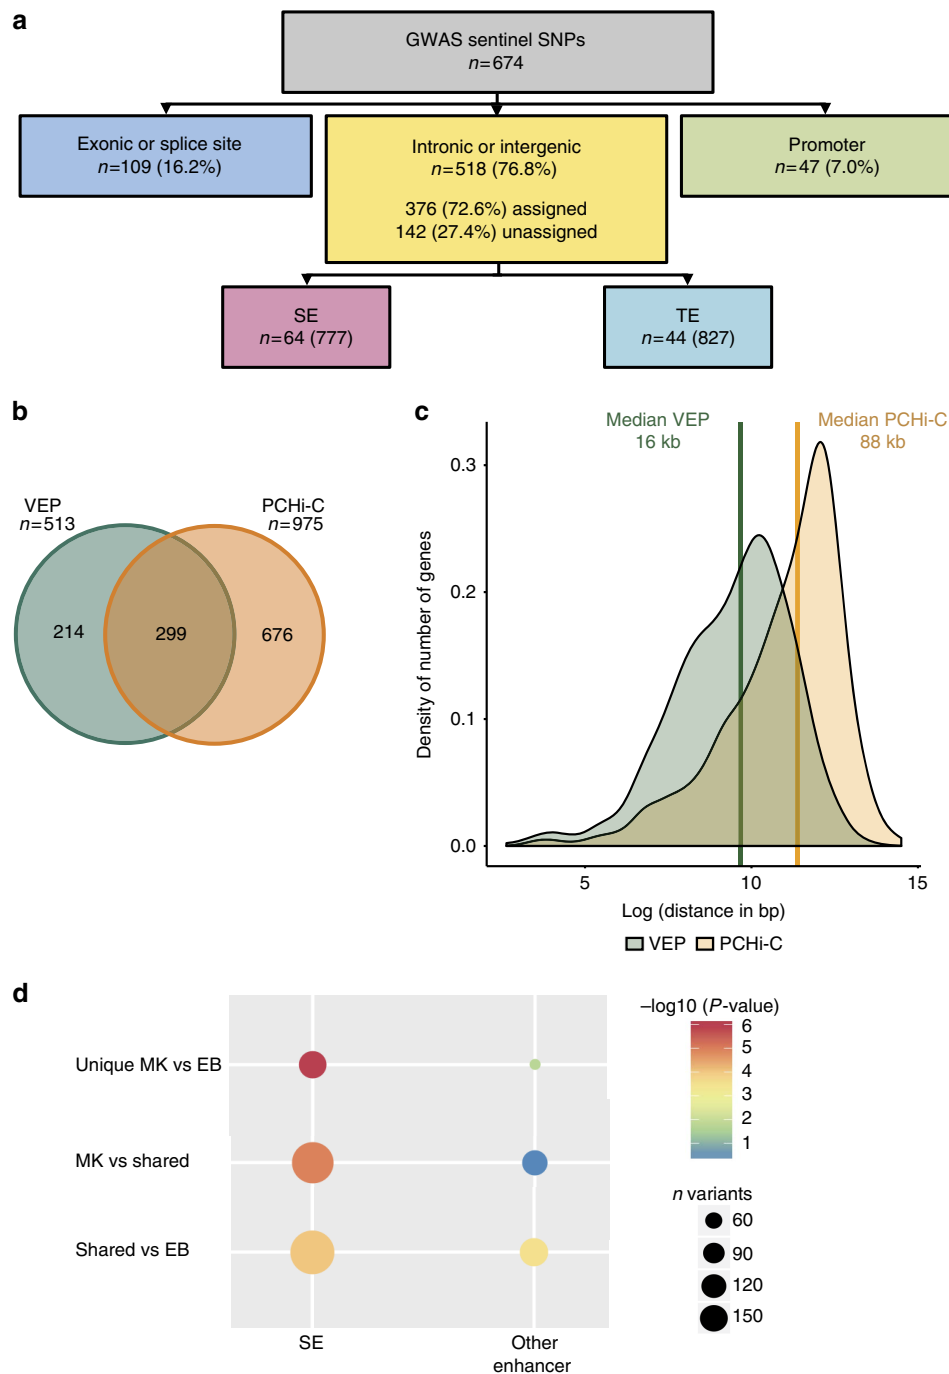 a
GWAS sentinel SNPs
n=674
Exonic or splice site
n=109 (16.2%)
Intronic or intergenic
n=518 (76.8%)
376 (72.6%) assigned
142 (27.4%) unassigned
Promoter
n=47 (7.0%)
SE
n=64 (777)
TE
n=44 (827)
b
VEP
n=513
PCHi-C
n=975
214
299
676
c
Median VEP
16 kb
Median PCHi-C
88 kb
Density of number of genes
0.3
0.2
0.1
0.0
5
10
15
Log (distance in bp)
VEP
PCHi-C
d
Unique MK vs EB
MK vs shared
Shared vs EB
SE
Other
enhancer
–log10 (P-value)
6
5
4
3
2
1
n variants
60
90
120
150